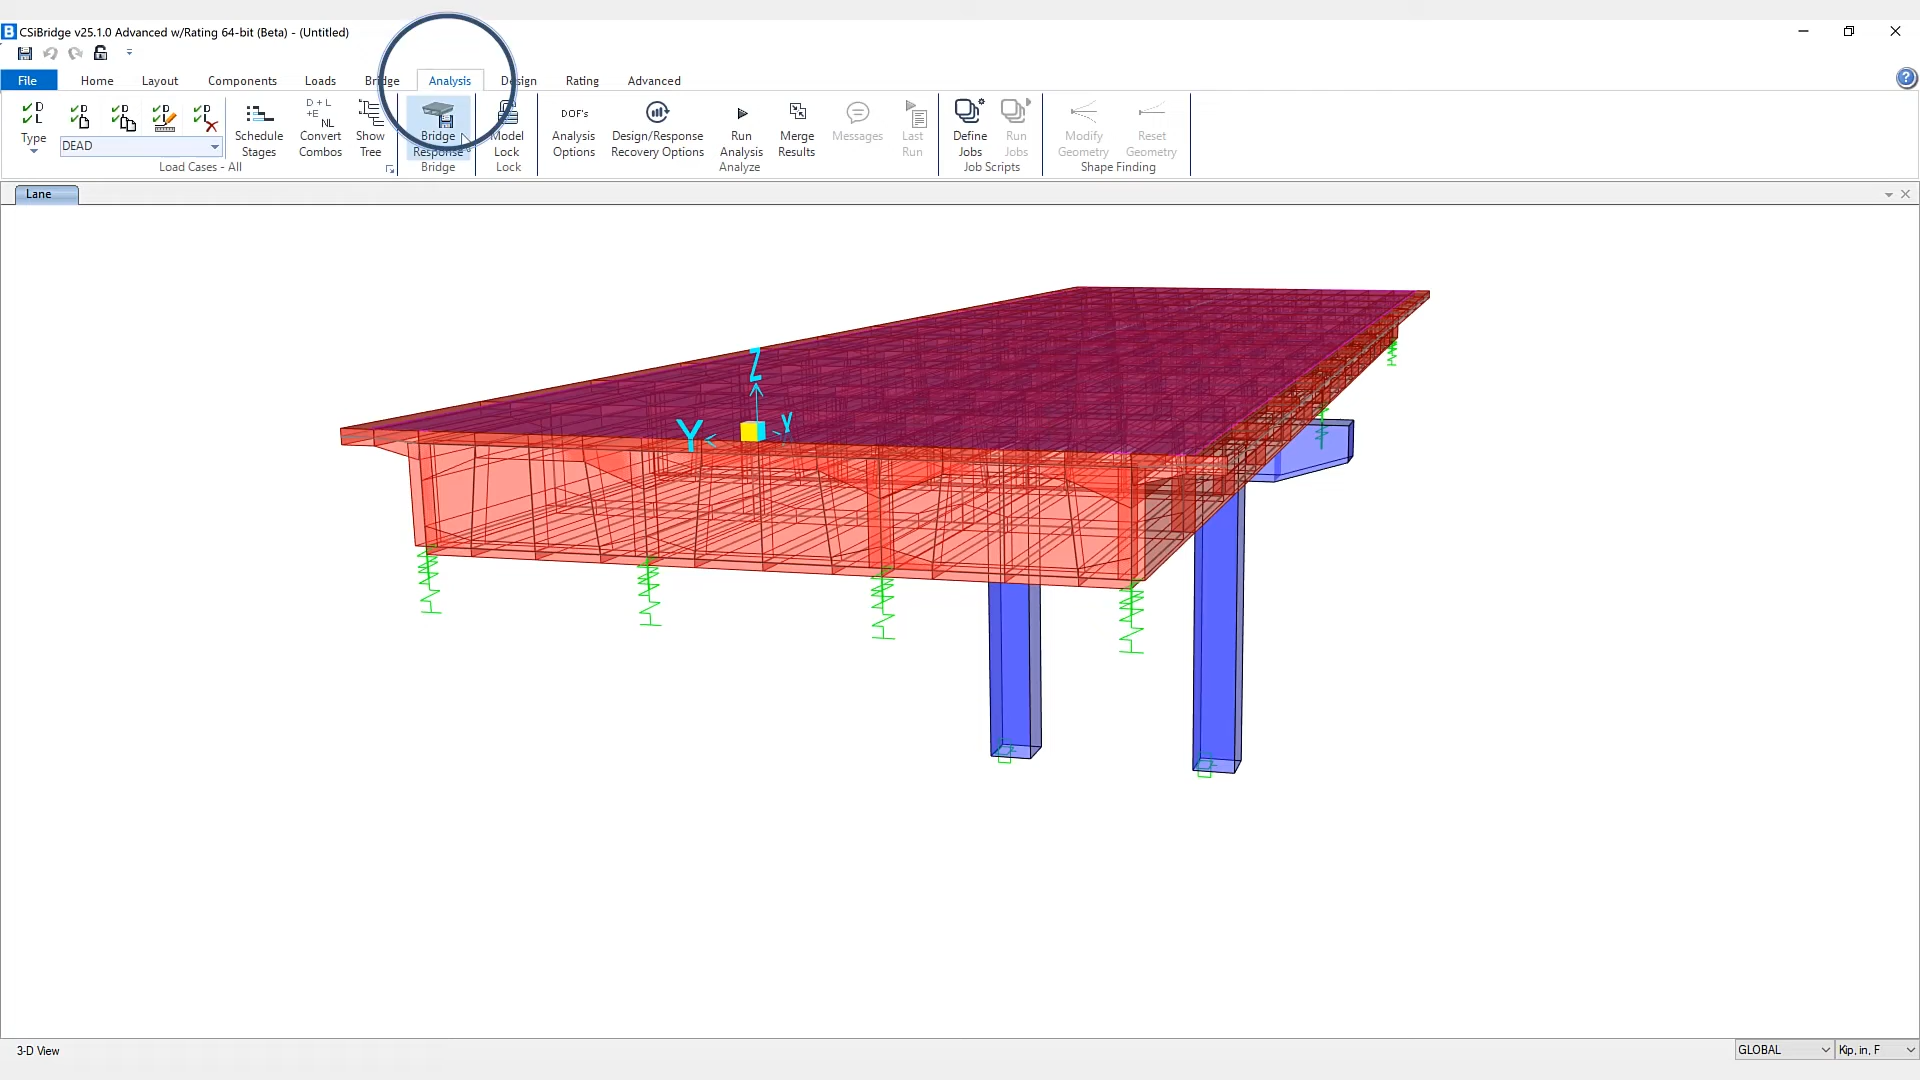 CSiBridge v25.1.0 Advanced w/Rating 64-bit (Beta) - (Untitled)
File Home Layout Components Loads Bridge Analysis Design Rating Advanced
Type
DEAD
Load Cases - All
Schedule Stages
D + L
+E
NL
Convert Combos
Show Tree
Bridge Response
Bridge
Model Lock
Lock
DOF's
Analysis Options
Design/Response Recovery Options
Run Analysis
Merge Results
Messages
Last Run
Analyze
Define Jobs
Run Jobs
Job Scripts
Modify Geometry
Reset Geometry
Shape Finding
Lane
Z
Y
Y
3-D View
GLOBAL
Kip, in, F